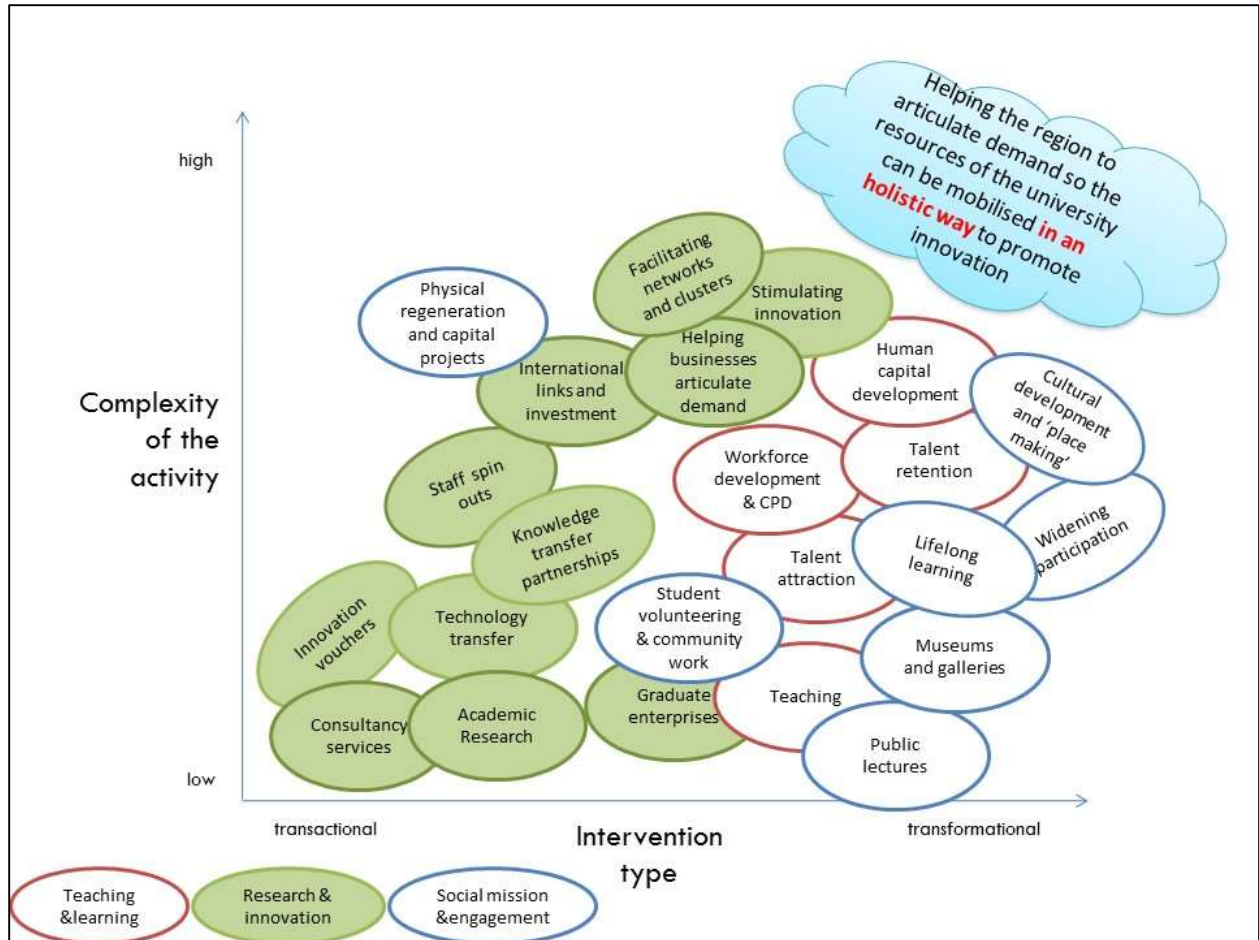 Helping the region to
articulate demand so the
resources of the university
can be mobilised in an
holistic way to promote
innovation
high
Facilitating
networks
and clusters
Stimulating
innovation
Physical
regeneration
and capital
projects
International
links and
investment
Helping
businesses
articulate
demand
Human
capital
development
Cultural
development
and ‘place
making’
Complexity
of the
activity
Staff spin
outs
Workforce
development
& CPD
Talent
retention
Knowledge
transfer
partnerships
Talent
attraction
Lifelong
learning
Widening
participation
Innovation
vouchers
Technology
transfer
Student
volunteering
& community
work
Museums
and galleries
Consultancy
services
Academic
Research
Graduate
enterprises
Teaching
Public
lectures
low
transactional
Intervention
type
transformational
Teaching
&learning
Research &
innovation
Social mission
&engagement